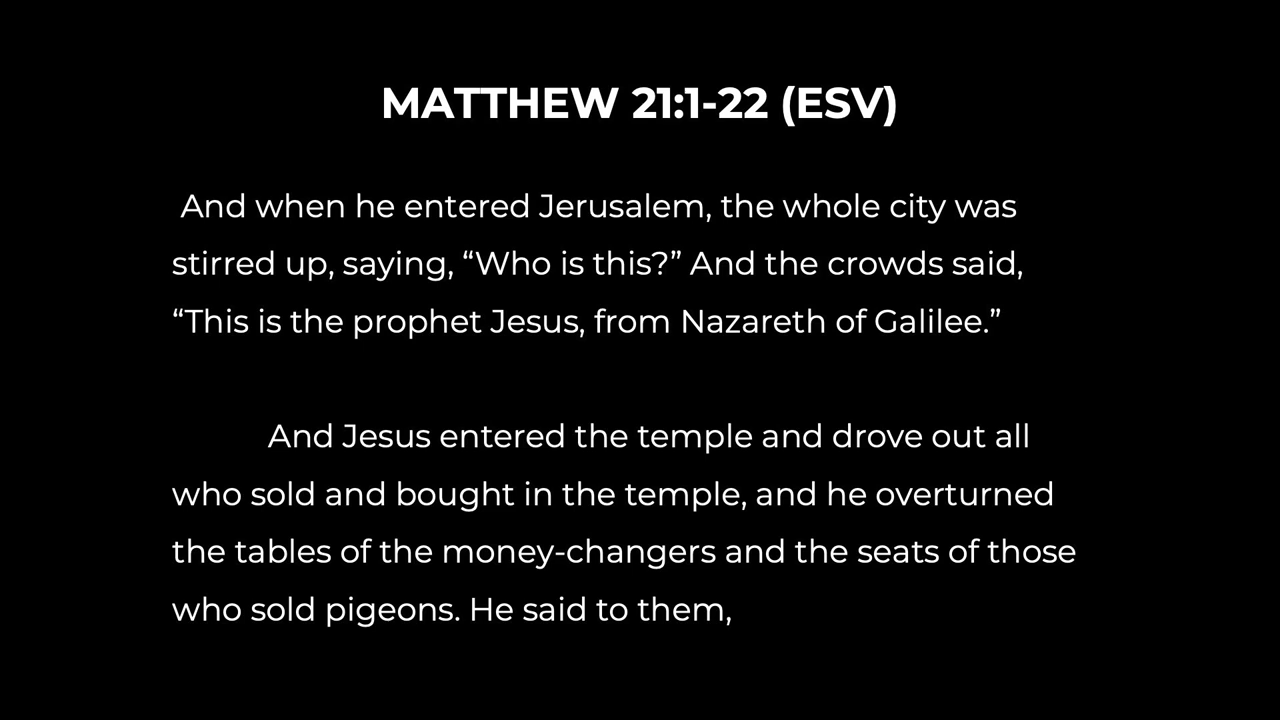 MATTHEW 21:1-22 (ESV)
And when he entered Jerusalem, the whole city was
stirred up, saying, “Who is this?” And the crowds said,
“This is the prophet Jesus, from Nazareth of Galilee.”
And Jesus entered the temple and drove out all
who sold and bought in the temple, and he overturned
the tables of the money-changers and the seats of those
who sold pigeons. He said to them,